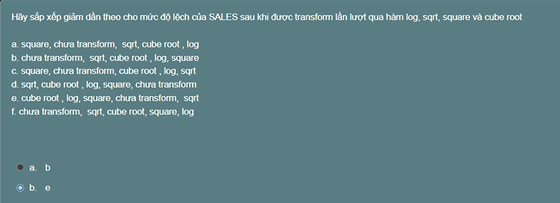 Hãy sắp xếp giảm dần theo cho mức độ lệch của SALES sau khi được transform lần lượt qua hàm log, sqrt, square và cube root
a. square, chưa transform, sqrt, cube root , log
b. chưa transform, sqrt, cube root , log, square
c. square, chưa transform, cube root , log, sqrt
d. sqrt, cube root , log, square, chưa transform
e. cube root , log, square, chưa transform, sqrt
f. chưa transform, sqrt, cube root, square, log
a. b
b. e